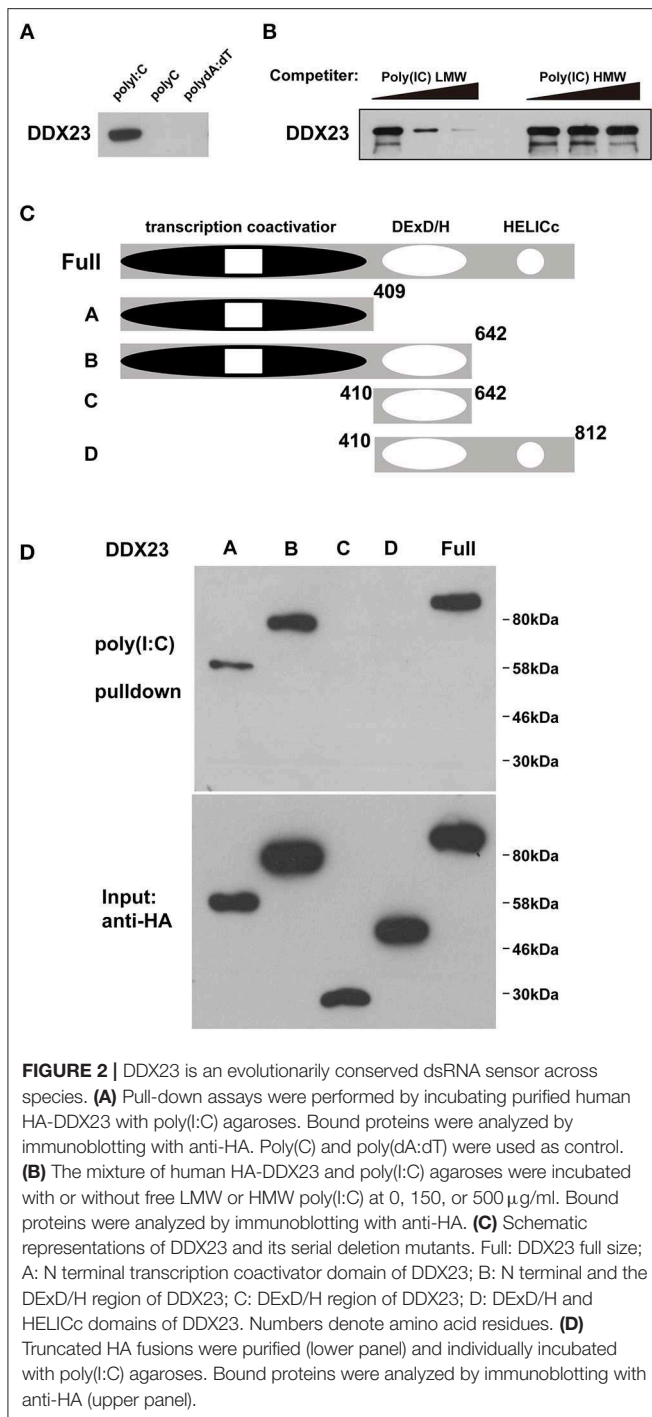 A
polyI:C
polyC
polydA:dT
DDX23
B
Competiter:
Poly(IC) LMW
Poly(IC) HMW
DDX23
C
transcription coactivatior
DExD/H
HELICc
Full
409
A
642
B
410
642
C
410
812
D
D
DDX23
A
B
C
D
Full
poly(I:C)
pulldown
80kDa
58kDa
46kDa
30kDa
Input:
anti-HA
80kDa
58kDa
46kDa
30kDa
FIGURE 2 | DDX23 is an evolutionarily conserved dsRNA sensor across
species. (A) Pull-down assays were performed by incubating purified human
HA-DDX23 with poly(I:C) agaroses. Bound proteins were analyzed by
immunoblotting with anti-HA. Poly(C) and poly(dA:dT) were used as control.
(B) The mixture of human HA-DDX23 and poly(I:C) agaroses were incubated
with or without free LMW or HMW poly(I:C) at 0, 150, or 500 μg/ml. Bound
proteins were analyzed by immunoblotting with anti-HA. (C) Schematic
representations of DDX23 and its serial deletion mutants. Full: DDX23 full size;
A: N terminal transcription coactivator domain of DDX23; B: N terminal and the
DExD/H region of DDX23; C: DExD/H region of DDX23; D: DExD/H and
HELICc domains of DDX23. Numbers denote amino acid residues. (D)
Truncated HA fusions were purified (lower panel) and individually incubated
with poly(I:C) agaroses. Bound proteins were analyzed by immunoblotting with
anti-HA (upper panel).